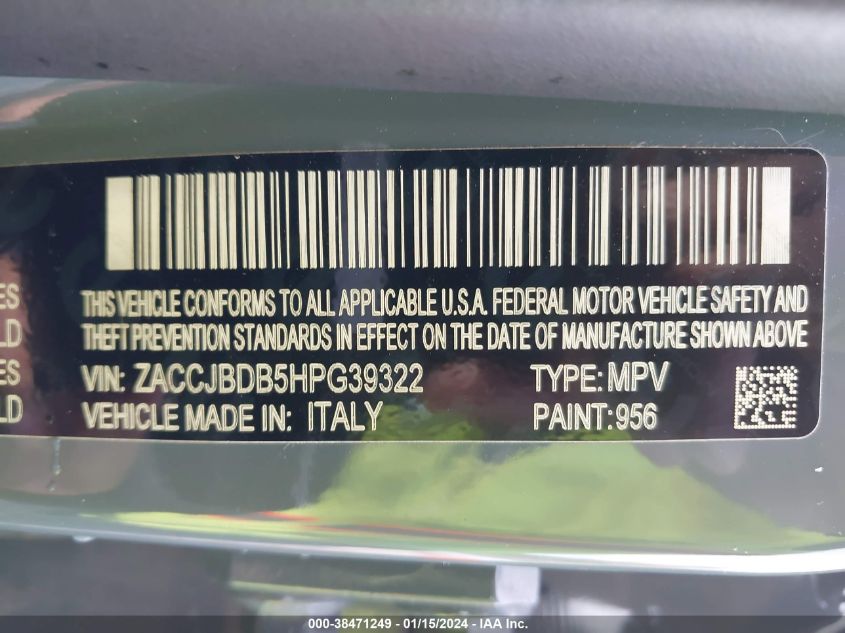 THIS VEHICLE CONFORMS TO ALL APPLICABLE U.S.A. FEDERAL MOTOR VEHICLE SAFETY AND
THEFT PREVENTION STANDARDS IN EFFECT ON THE DATE OF MANUFACTURE SHOWN ABOVE
VIN: ZACCJBDB5HPG39322 TYPE: MPV
VEHICLE MADE IN: ITALY PAINT: 956
000-38471249 - 01/15/2024 - IAA Inc.